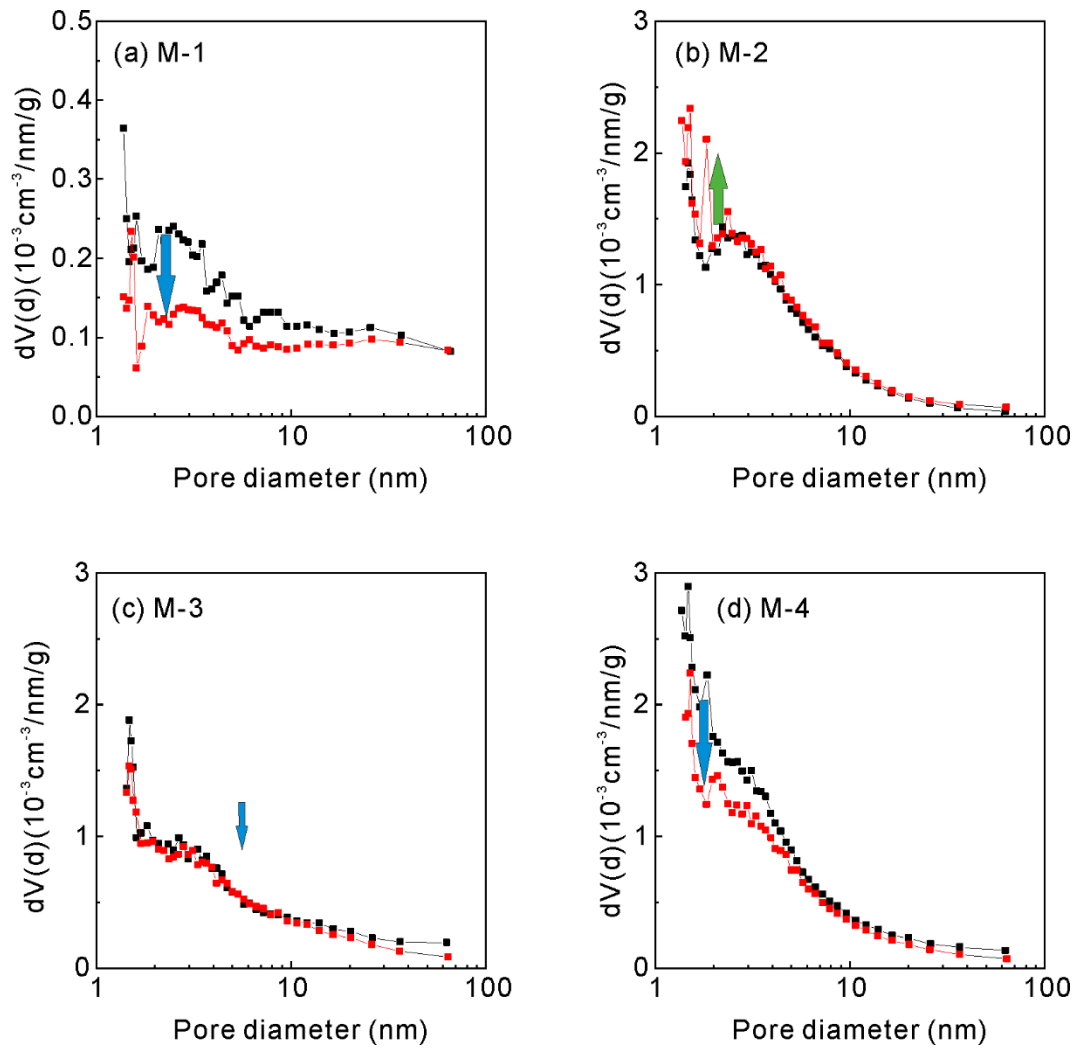 (a) M-1
dV(d)(10⁻³cm⁻³/nm/g)
0.5
0.4
0.3
0.2
0.1
0.0
1 10 100
Pore diameter (nm)
(b) M-2
dV(d)(10⁻³cm⁻³/nm/g)
3
2
1
0
1 10 100
Pore diameter (nm)
(c) M-3
dV(d)(10⁻³cm⁻³/nm/g)
3
2
1
0
1 10 100
Pore diameter (nm)
(d) M-4
dV(d)(10⁻³cm⁻³/nm/g)
3
2
1
0
1 10 100
Pore diameter (nm)